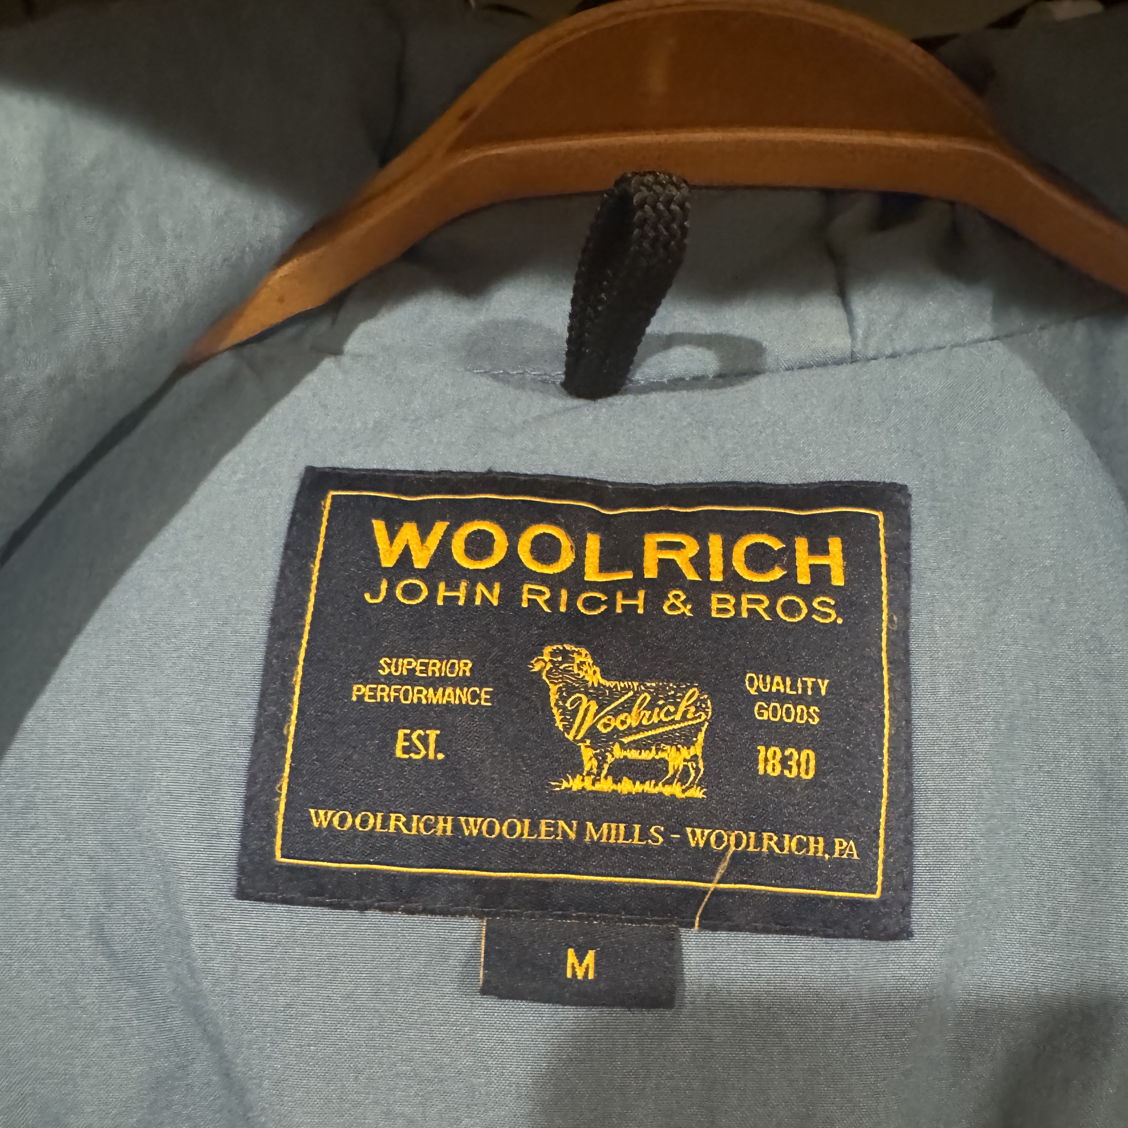 WOOLRICH
JOHN RICH & BROS.
SUPERIOR
PERFORMANCE
EST.
Woolrich
QUALITY
GOODS
1830
WOOLRICH WOOLEN MILLS - WOOLRICH, PA
M